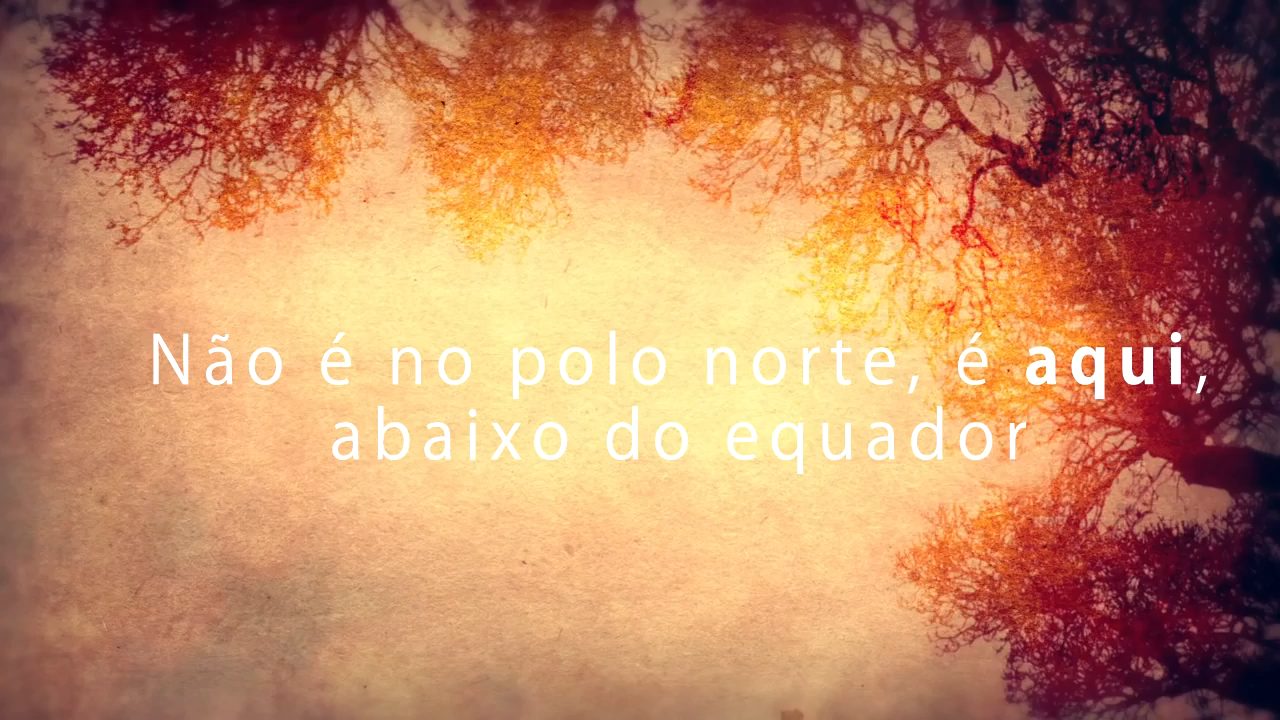 Não é no polo norte, é aqui,
abaixo do equador